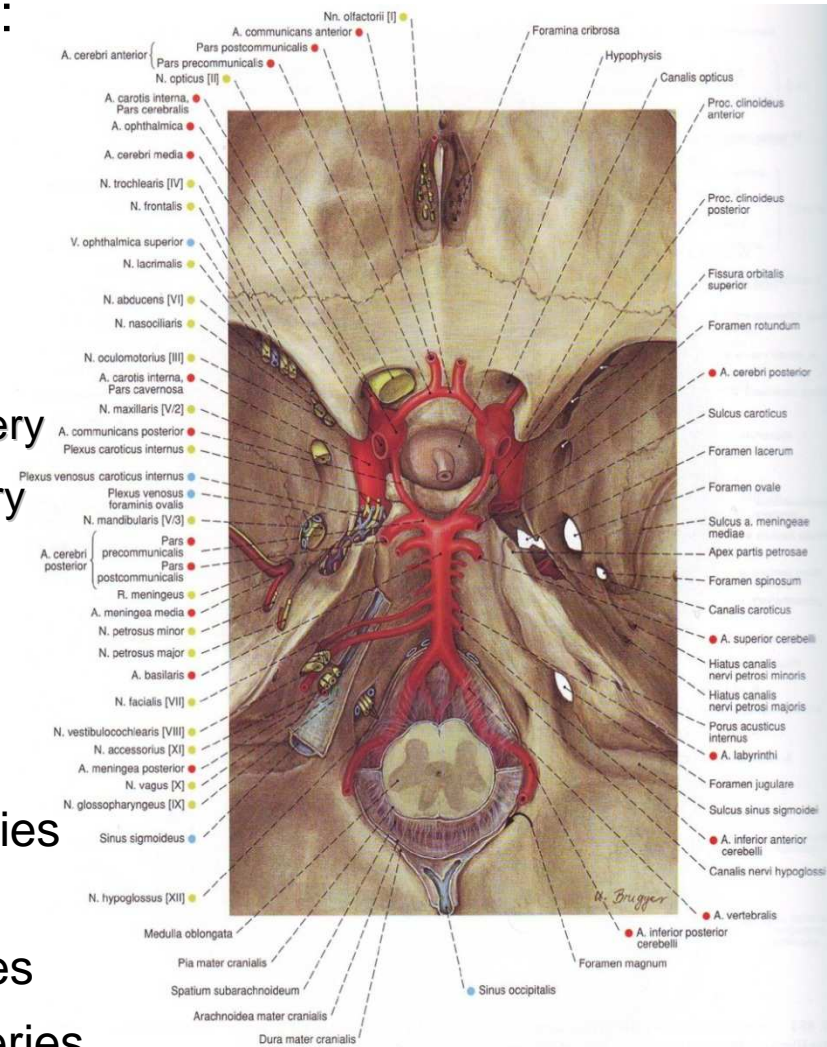 :
ery
ry
ies
es
eries
Nn. olfactorii [I]
A. communicans anterior
Pars postcommunicalis
A. cerebri anterior
Pars precommunicalis
N. opticus [II]
A. carotis interna,
Pars cerebralis
A. ophthalmica
A. cerebri media
N. trochlearis [IV]
N. frontalis
V. ophthalmica superior
N. lacrimalis
N. abducens [VI]
N. nasociliaris
N. oculomotorius [III]
A. carotis interna,
Pars cavernosa
N. maxillaris [V/2]
A. communicans posterior
Plexus caroticus internus
Plexus venosus caroticus internus
Plexus venosus
foraminis ovalis
N. mandibularis [V/3]
A. cerebri
posterior
Pars
precommunicalis
Pars
postcommunicalis
R. meningeus
A. meningea media
N. petrosus minor
N. petrosus major
A. basilaris
N. facialis [VII]
N. vestibulocochlearis [VIII]
N. accessorius [XI]
A. meningea posterior
N. vagus [X]
N. glossopharyngeus [IX]
Sinus sigmoideus
N. hypoglossus [XII]
Medulla oblongata
Pia mater cranialis
Spatium subarachnoideum
Arachnoidea mater cranialis
Dura mater cranialis
Foramina cribrosa
Hypophysis
Canalis opticus
Proc. clinoideus
anterior
Proc. clinoideus
posterior
Fissura orbitalis
superior
Foramen rotundum
A. cerebri posterior
Sulcus caroticus
Foramen lacerum
Foramen ovale
Sulcus a. meningeae
mediae
Apex partis petrosae
Foramen spinosum
Canalis caroticus
A. superior cerebelli
Hiatus canalis
nervi petrosi minoris
Hiatus canalis
nervi petrosi majoris
Porus acusticus
internus
A. labyrinthi
Foramen jugulare
Sulcus sinus sigmoidei
A. inferior anterior
cerebelli
Canalis nervi hypoglossi
A. vertebralis
A. inferior posterior
cerebelli
Foramen magnum
Sinus occipitalis